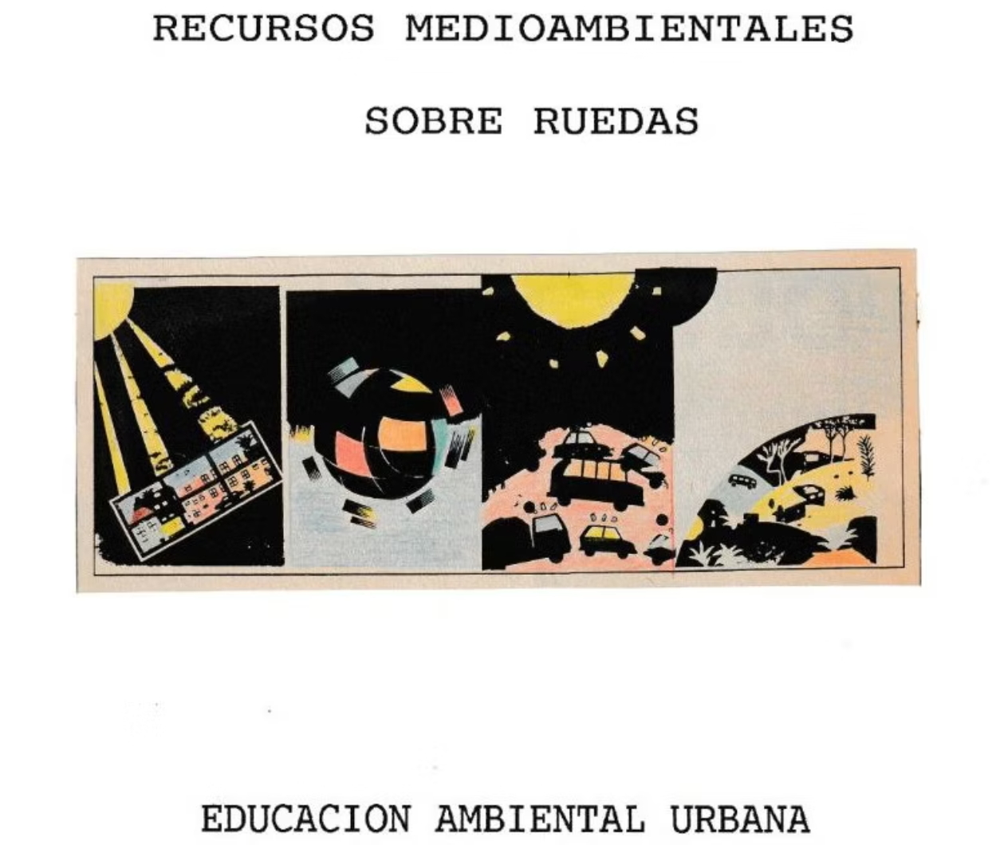 RECURSOS MEDIOAMBIENTALES
SOBRE RUEDAS
EDUCACION AMBIENTAL URBANA